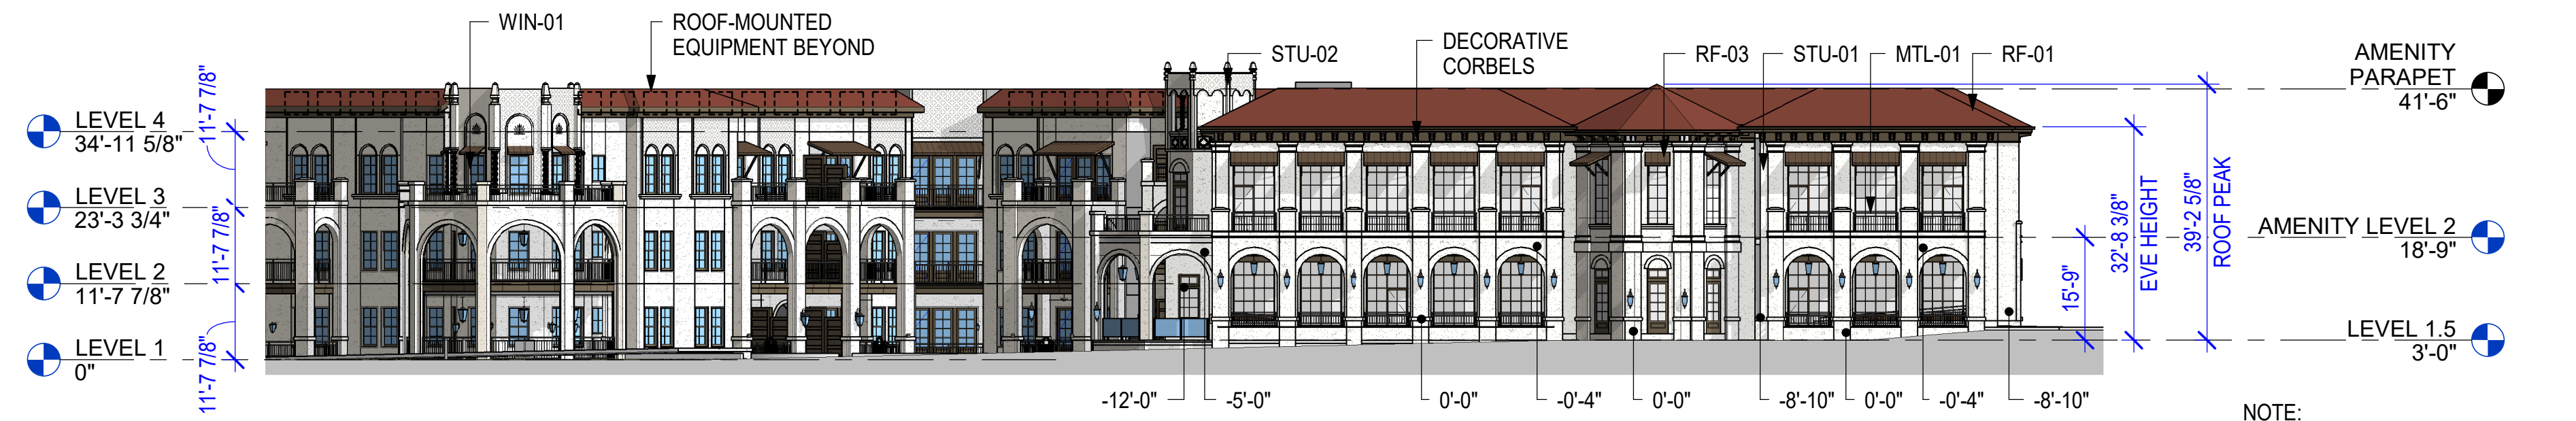 WIN-01
ROOF-MOUNTED
EQUIPMENT BEYOND
STU-02
DECORATIVE
CORBELS
RF-03
STU-01
MTL-01
RF-01
AMENITY
PARAPET
41'-6"
LEVEL 4
34'-11 5/8"
11'-7 7/8"
LEVEL 3
23'-3 3/4"
11'-7 7/8"
LEVEL 2
11'-7 7/8"
LEVEL 1
0"
11'-7 7/8"
15'-9"
32'-8 3/8"
EVE HEIGHT
39'-2 5/8"
ROOF PEAK
AMENITY LEVEL 2
18'-9"
LEVEL 1.5
3'-0"
-12'-0"
-5'-0"
0'-0"
-0'-4"
0'-0"
-8'-10"
0'-0"
-0'-4"
-8'-10"
NOTE: